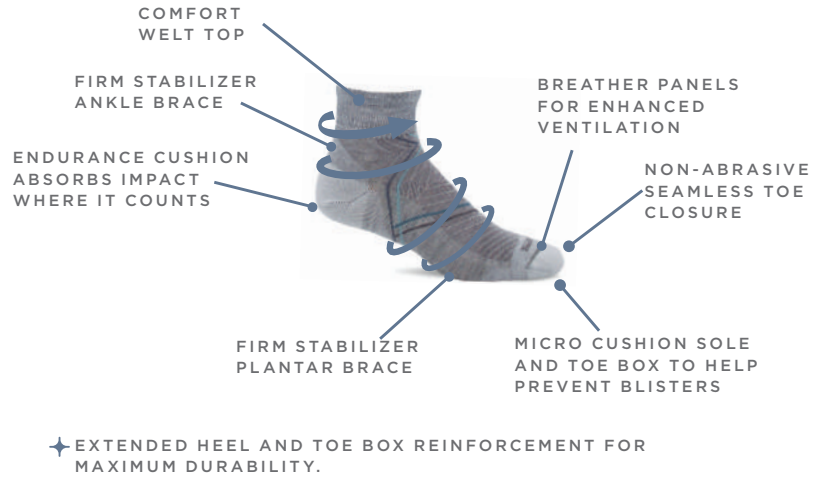 COMFORT
WELT TOP
FIRM STABILIZER
ANKLE BRACE
ENDURANCE CUSHION
ABSORBS IMPACT
WHERE IT COUNTS
BREATHER PANELS
FOR ENHANCED
VENTILATION
NON-ABRASIVE
SEAMLESS TOE
CLOSURE
FIRM STABILIZER
PLANTAR BRACE
MICRO CUSHION SOLE
AND TOE BOX TO HELP
PREVENT BLISTERS
EXTENDED HEEL AND TOE BOX REINFORCEMENT FOR
MAXIMUM DURABILITY.